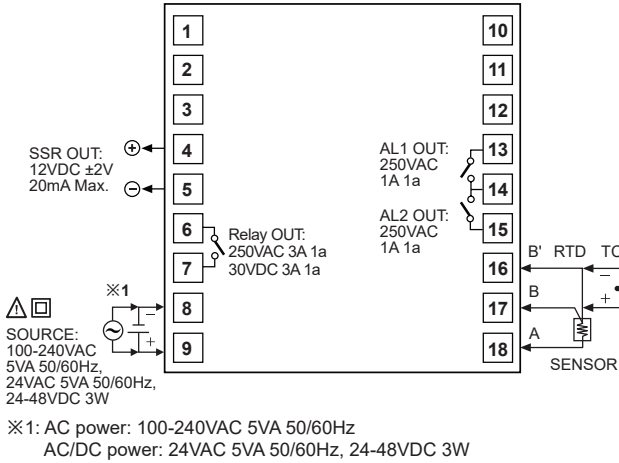 1
2
3
4
5
6
7
8
9
10
11
12
13
14
15
16
17
18
SSR OUT:
12VDC ±2V
20mA Max.
⊕
⊖
Relay OUT:
250VAC 3A 1a
30VDC 3A 1a
AL1 OUT:
250VAC
1A 1a
AL2 OUT:
250VAC
1A 1a
※1
− 
+
SOURCE:
100-240VAC
5VA 50/60Hz,
24VAC 5VA 50/60Hz,
24-48VDC 3W
B' RTD TC
−
+
B
A
SENSOR
※1: AC power: 100-240VAC 5VA 50/60Hz
AC/DC power: 24VAC 5VA 50/60Hz, 24-48VDC 3W